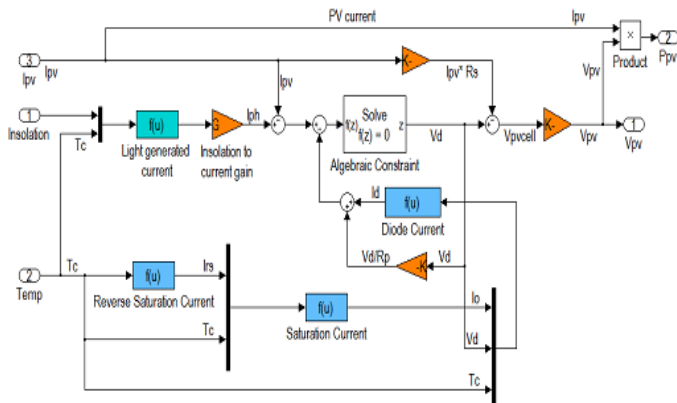 PV current
Ipv
3
Ipv
Ipv
K-
Ipv
Ipv* Rs
×
Product
2
Ppv
Vpv
1
Insolation
Tc
f(u)
Light generated
current
G
Insolation to
current gain
Iph
f(z)
Solve
f(z) = 0
z
Algebraic Constraint
Vd
Vpvcell
K-
Vpv
1
Vpv
Id
f(u)
Diode Current
Vd/Rp
-K
Vd
2
Temp
Tc
f(u)
Reverse Saturation Current
Irs
Tc
f(u)
Saturation Current
Io
Vd
Tc